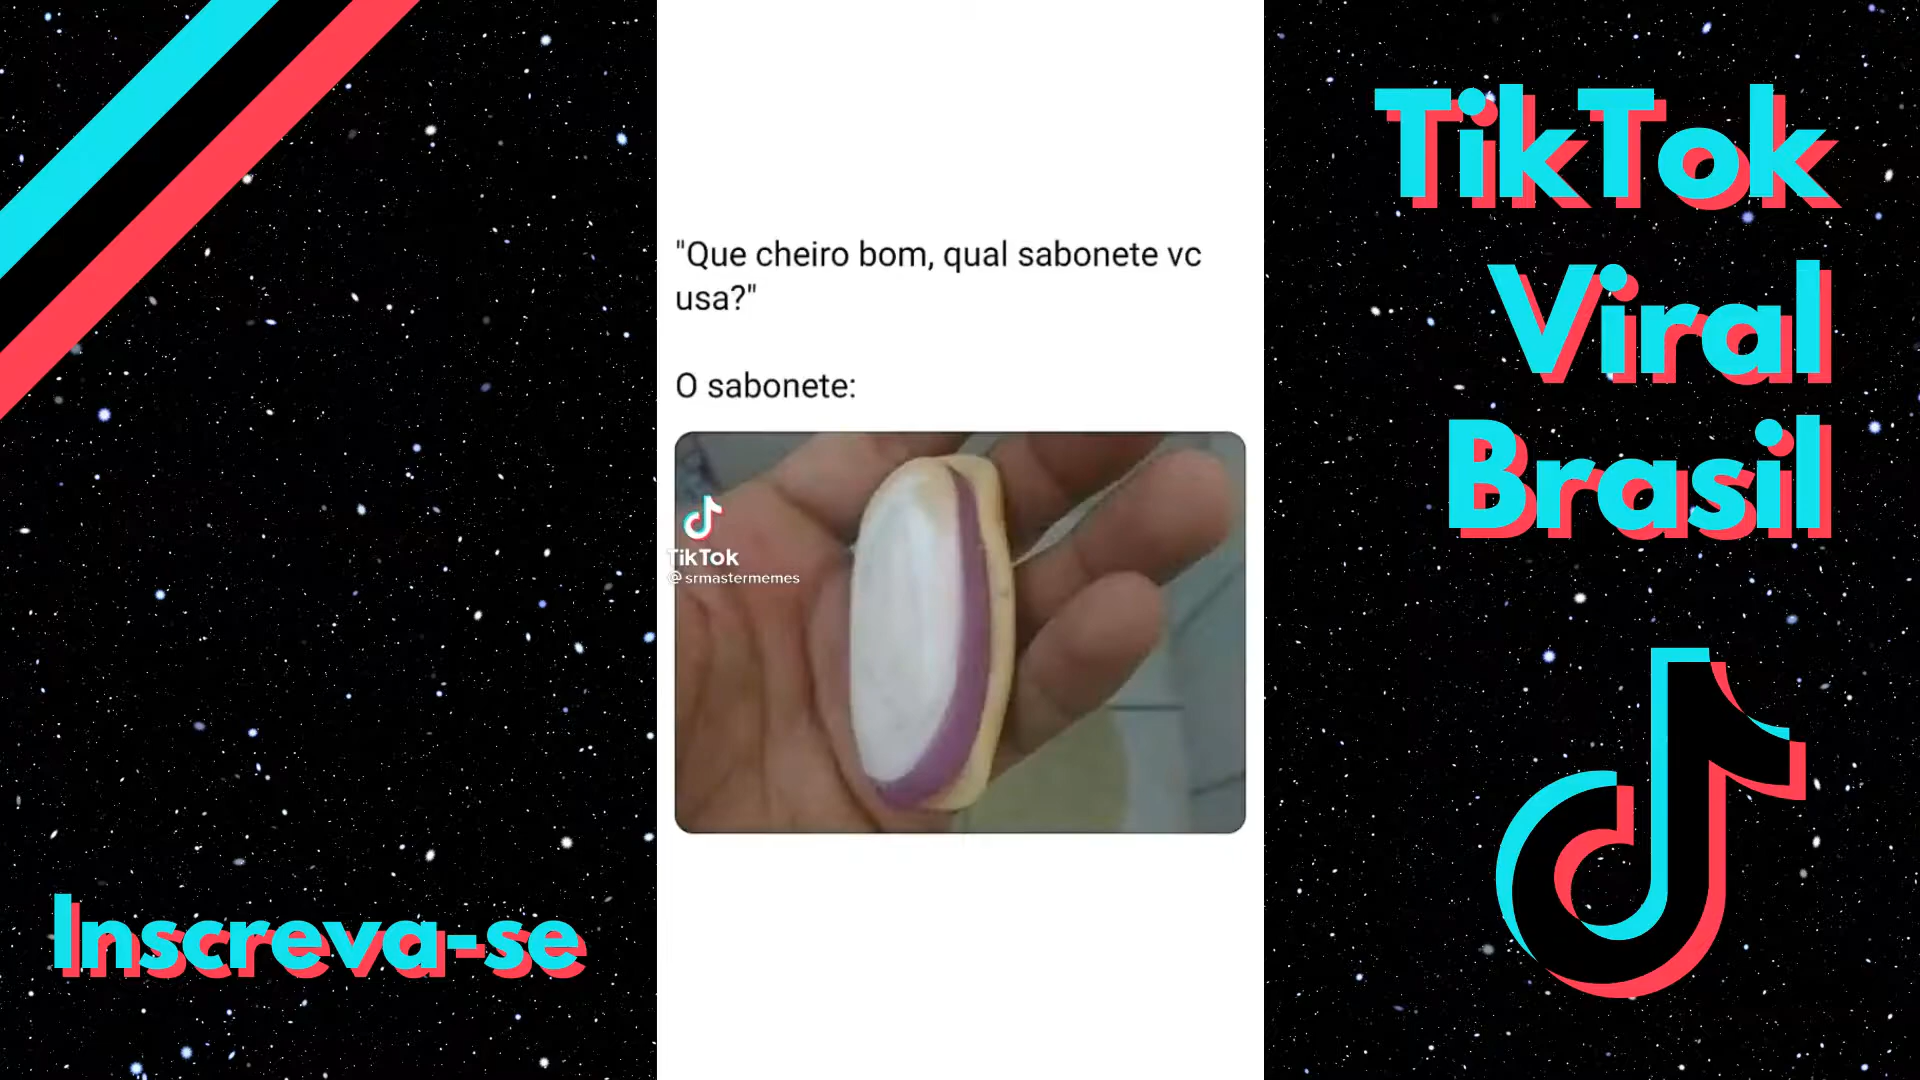 "Que cheiro bom, qual sabonete vc
usa?"
O sabonete:
TikTok
@srmastermemes
Inscreva-se
TikTok
Viral
Brasil